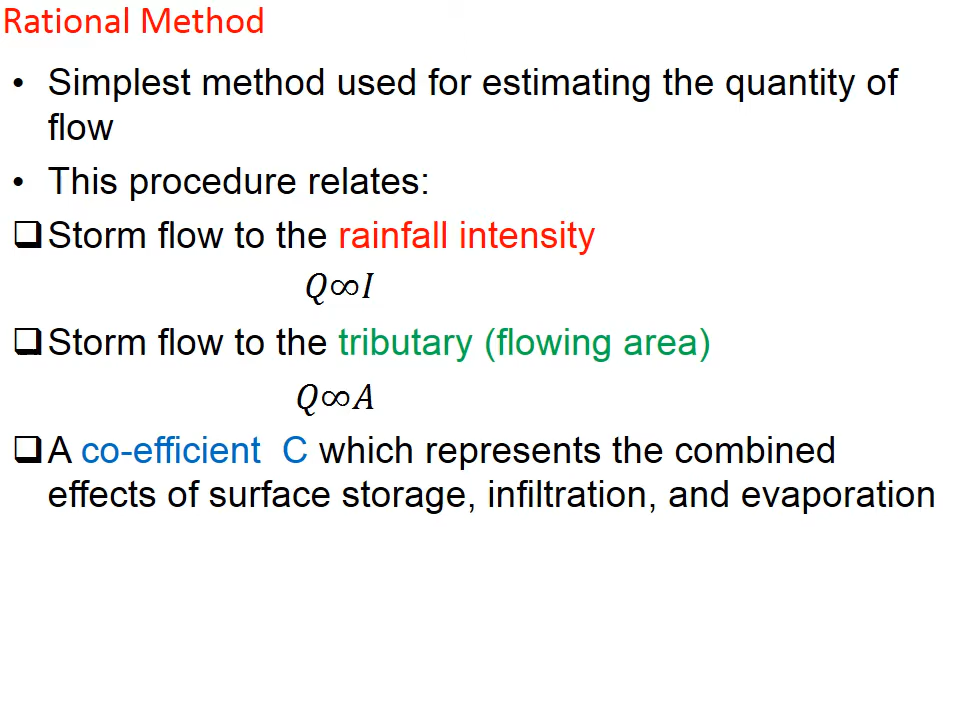 Rational Method
• Simplest method used for estimating the quantity of
flow
• This procedure relates:
❑Storm flow to the rainfall intensity
Q∞I
❑Storm flow to the tributary (flowing area)
Q∞A
❑A co-efficient C which represents the combined
effects of surface storage, infiltration, and evaporation